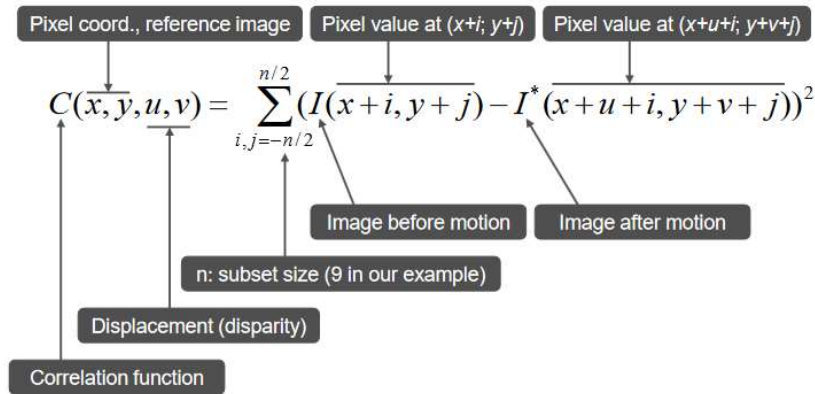 Pixel coord., reference image
Pixel value at (x+i; y+j)
Pixel value at (x+u+i; y+v+j)
C(x, y, u, v) = \sum_{i,j=-n/2}^{n/2} (I(x+i, y+j) – I*(x+u+i, y+v+j))²
Image before motion
Image after motion
n: subset size (9 in our example)
Displacement (disparity)
Correlation function